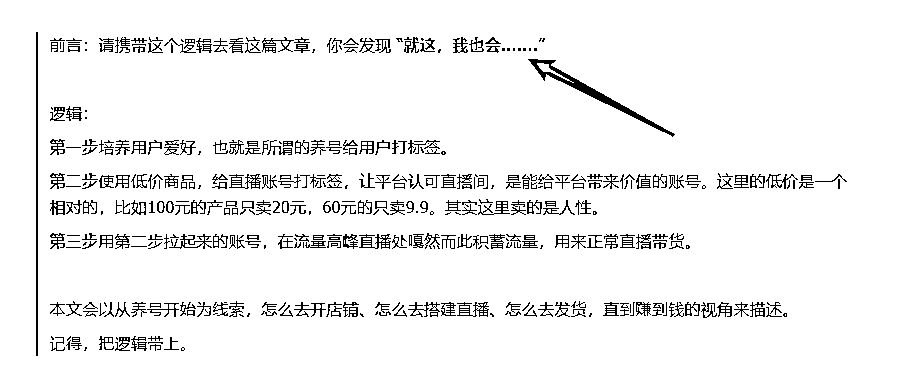 前言：请携带这个逻辑去看这篇文章，你会发现 “就这，我也会.......”
逻辑：
第一步培养用户爱好，也就是所谓的养号给用户打标签。
第二步使用低价商品，给直播账号打标签，让平台认可直播间，是能给平台带来价值的账号。这里的低价是一个
相对的，比如100元的产品只卖20元，60元的只卖9.9。其实这里卖的是人性。
第三步用第二步拉起来的账号，在流量高峰直播处嘎然而此积蓄流量，用来正常直播带货。
本文会以从养号开始为线索，怎么去开店铺、怎么去搭建直播、怎么去发货，直到赚到钱的视角来描述。
记得，把逻辑带上。